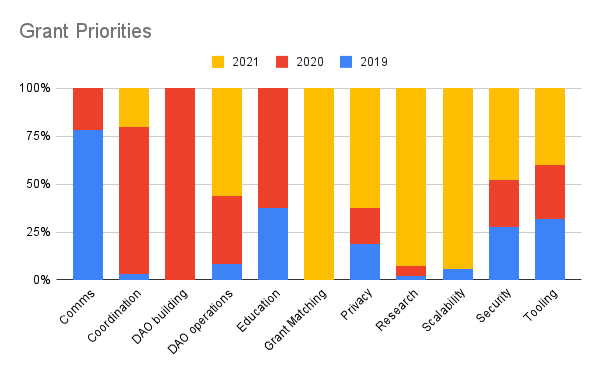 Grant Priorities
2021 2020 2019
100%
75%
50%
25%
0%
Comms
Coordination
DAO building
DAO operations
Education
Grant Matching
Privacy
Research
Scalability
Security
Tooling